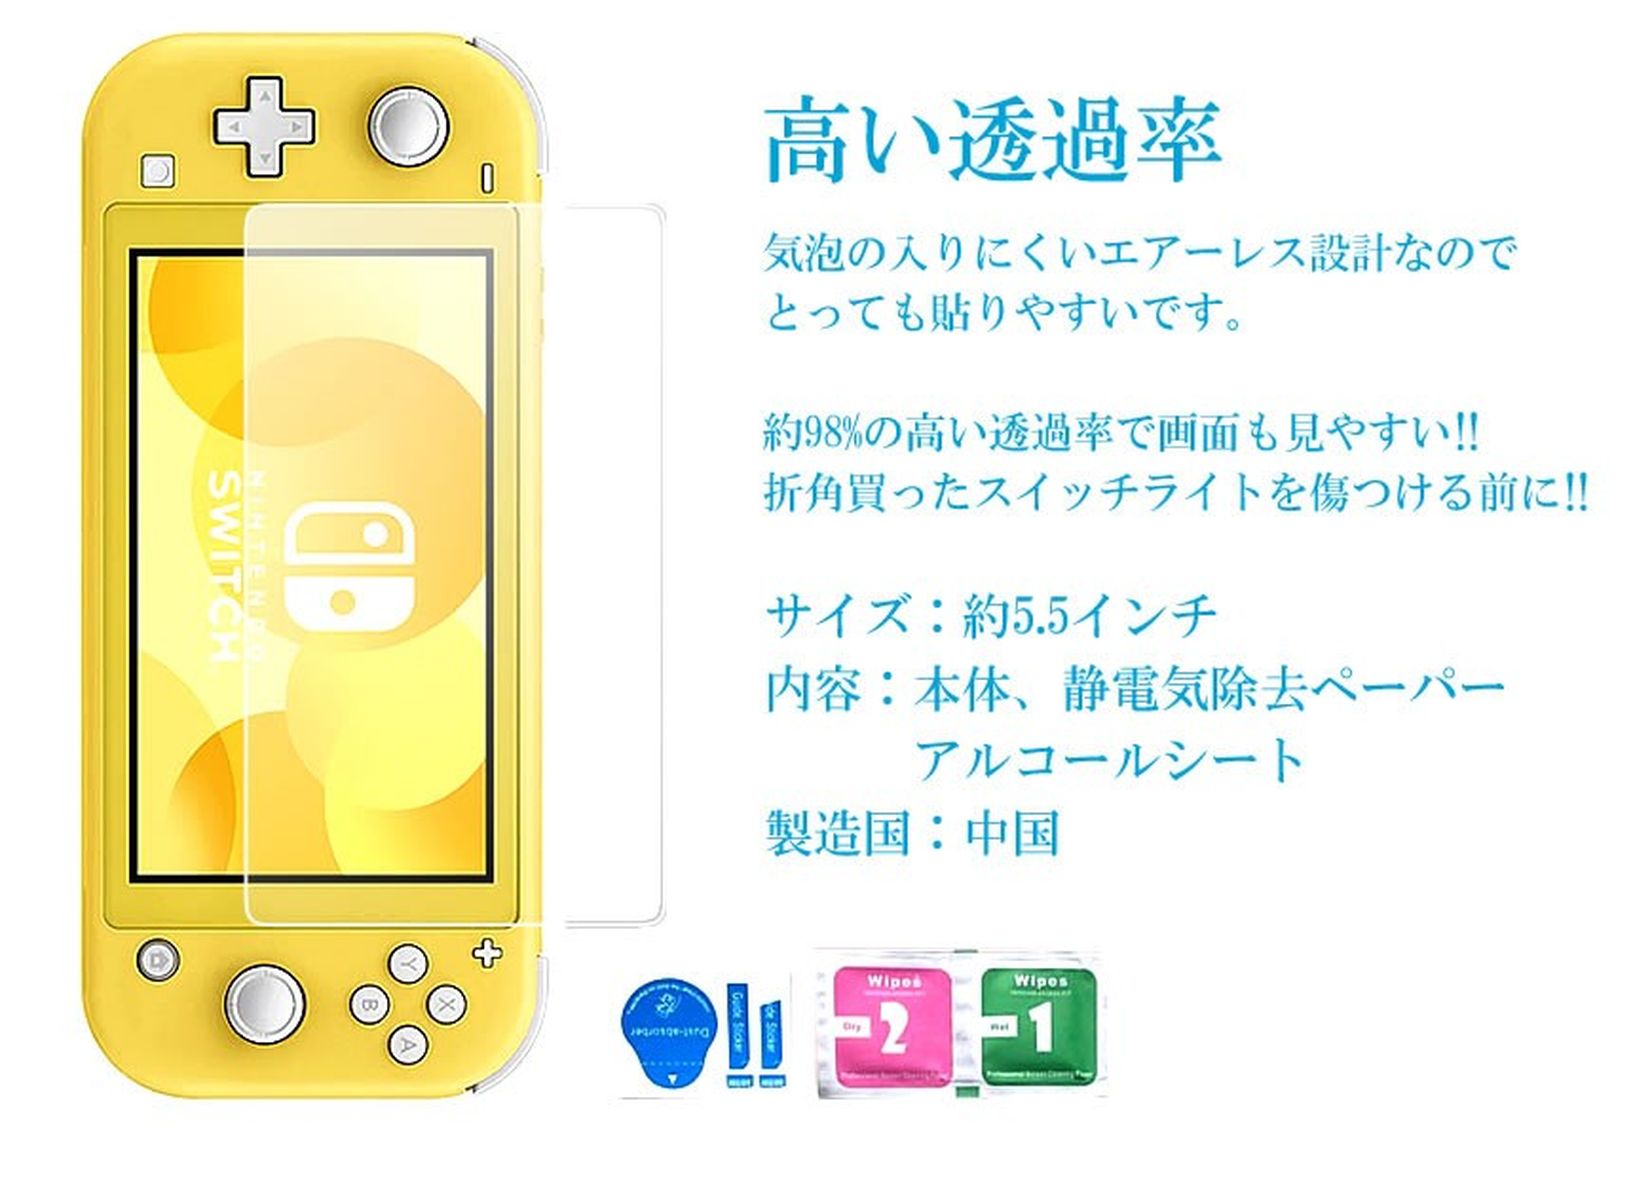 高い透過率
気泡の入りにくいエアーレス設計なので
とっても貼りやすいです。
約98%の高い透過率で画面も見やすい!!
折角買ったスイッチライトを傷つける前に!!
サイズ：約5.5インチ
内容：本体、静電気除去ペーパー
アルコールシート
製造国：中国
NINTENDO
SWITCH
Y
B
X
A
Dust-absorber
Guide Sticker
de Sticker
Wipes
Dry
2
Wipes
Wet
1